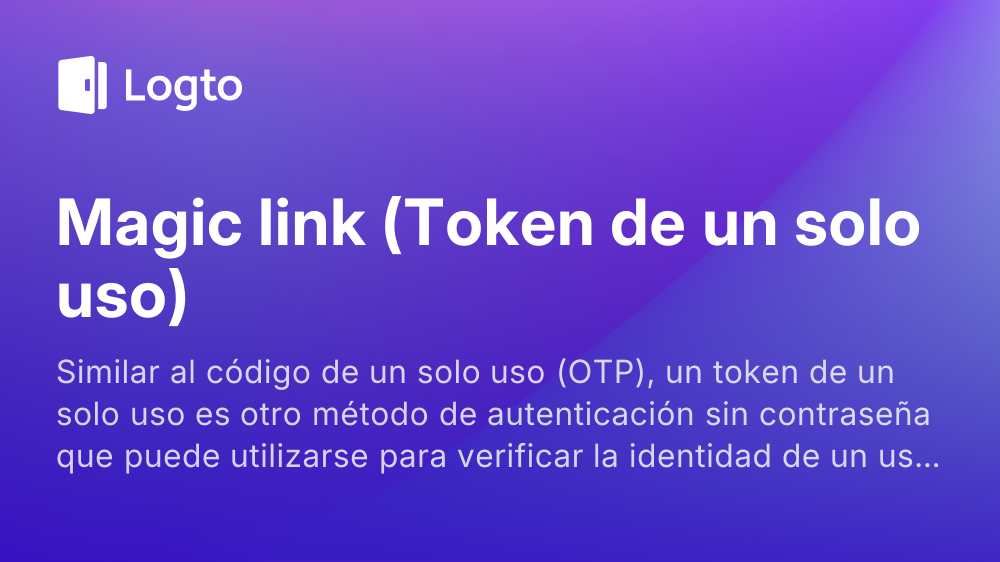 Logto
Magic link (Token de un solo
uso)
Similar al código de un solo uso (OTP), un token de un
solo uso es otro método de autenticación sin contraseña
que puede utilizarse para verificar la identidad de un us...